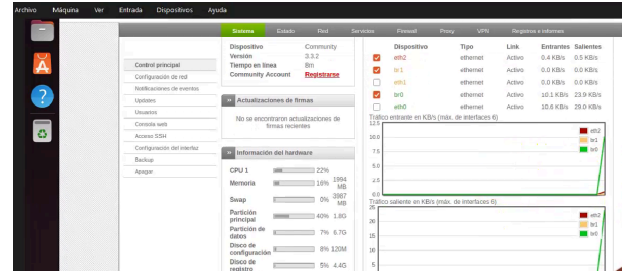 Archivo Máquina Ver Entrada Dispositivos Ayuda
Sistema Estado Red Servicios Firewall Proxy VPN Registros e informes
Control principal
Configuración de red
Notificaciones de eventos
Updates
Usuarios
Consola web
Acceso SSH
Configuración del interfaz
Backup
Apagar
Dispositivo Community
Versión 3.3.2
Tiempo en línea 8m
Community Account Registrarse
» Actualizaciones de firmas
No se encontraron actualizaciones de
firmas recientes
» Información del hardware
CPU 1 22%
Memoria 16% 1994 MB
Swap 0% 3987 MB
Partición principal 40% 1.8G
Partición de datos 7% 6.7G
Disco de configuración 8% 120M
Disco de registro 5% 4.4G
Dispositivo Tipo Link Entrantes Salientes
eth2 ethernet Activo 0.4 KB/s 0.5 KB/s
br1 ethernet Activo 0.0 KB/s 0.0 KB/s
eth1 ethernet Activo 0.0 KB/s 0.0 KB/s
br0 ethernet Activo 10.1 KB/s 23.9 KB/s
eth0 ethernet Activo 10.6 KB/s
Tráfico entrante en KB/s (máx. de interfaces 6)
12.5
10.0
7.5
5.0
2.5
0.0
eth2
br1
br0
Tráfico saliente en KB/s (máx. de interfaces 6)
25
20
15
10
5
eth2
br1
br0